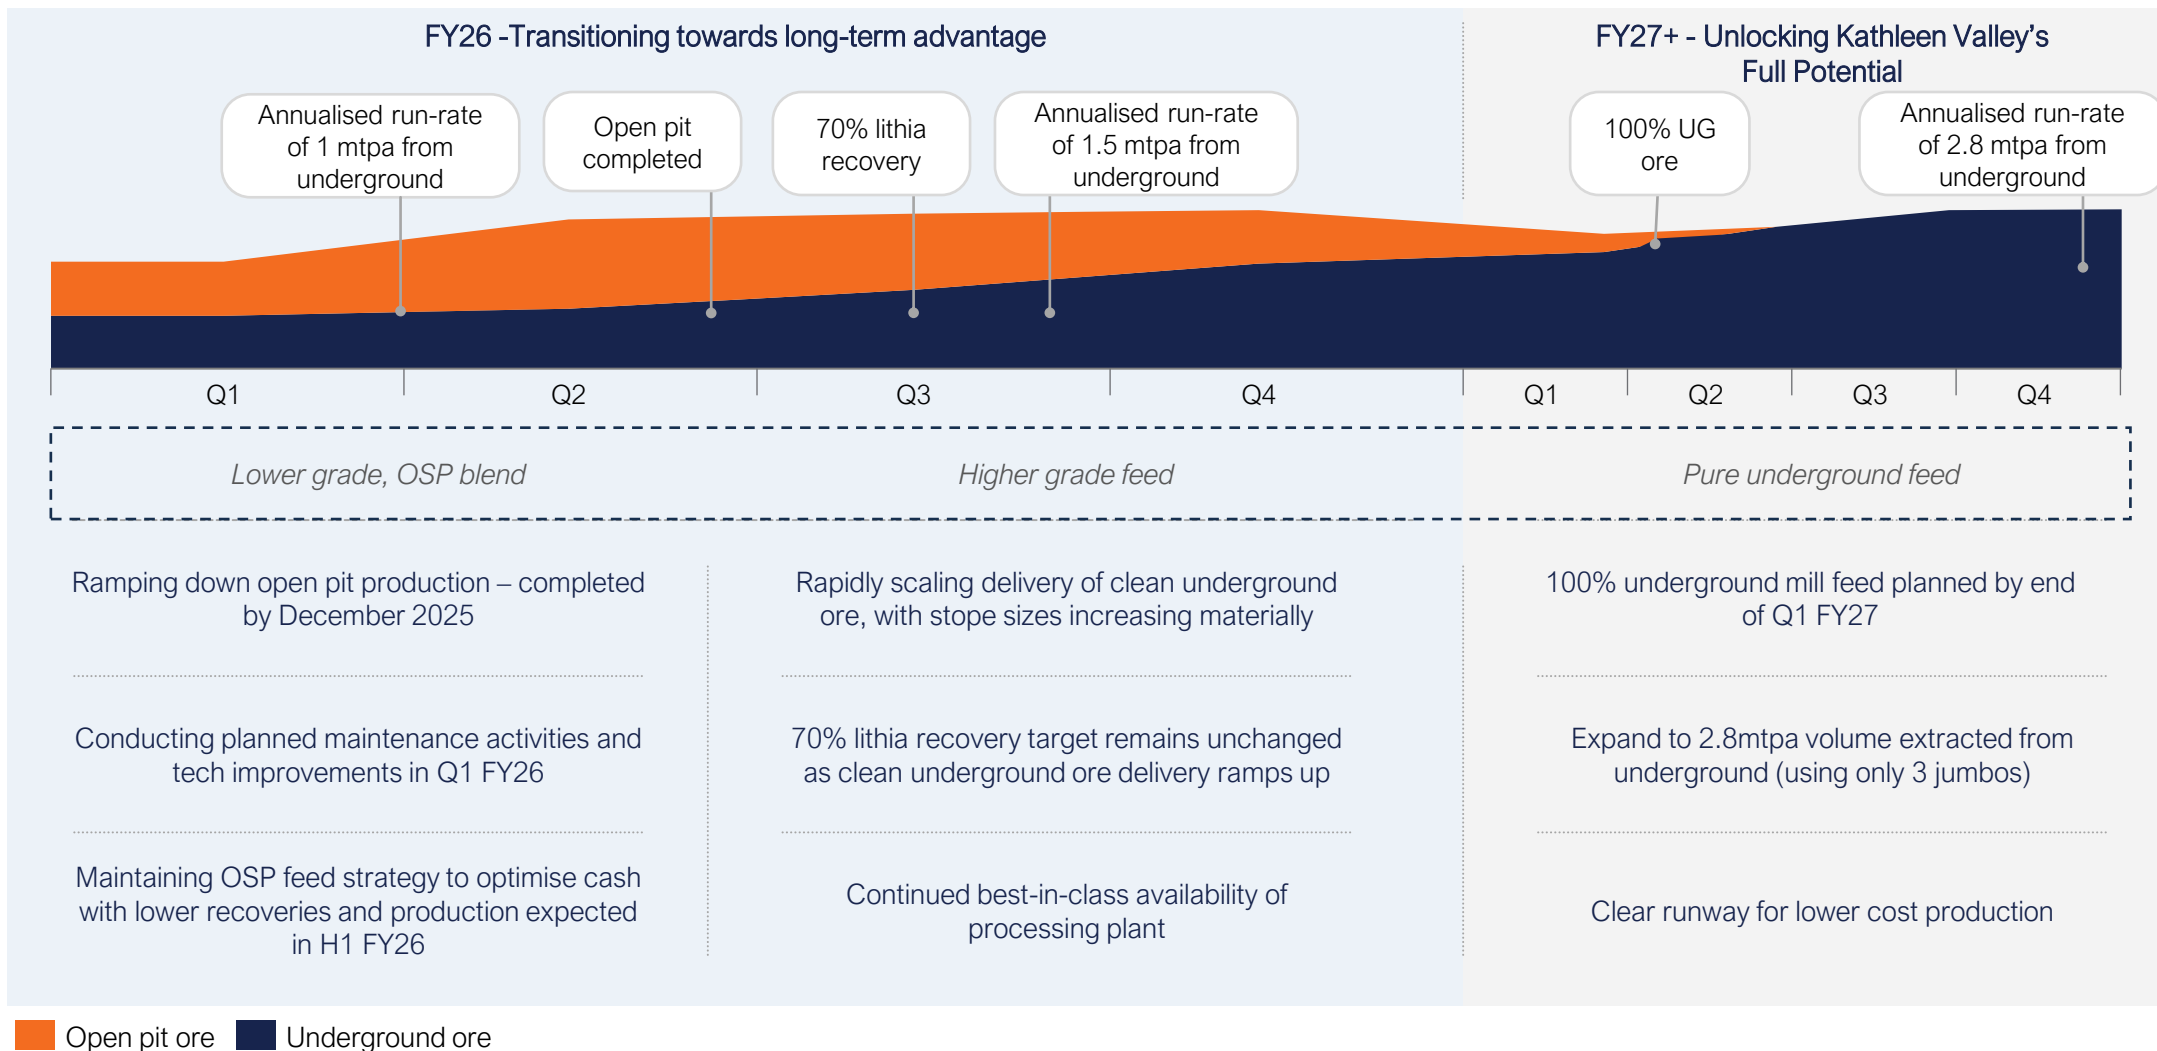 FY26 -Transitioning towards long-term advantage
FY27+ - Unlocking Kathleen Valley's
Full Potential
Annualised run-rate
of 1 mtpa from
underground
Open pit
completed
70% lithia
recovery
Annualised run-rate
of 1.5 mtpa from
underground
100% UG
ore
Annualised run-rate
of 2.8 mtpa from
underground
Q1
Q2
Q3
Q4
Q1
Q2
Q3
Q4
Lower grade, OSP blend
Higher grade feed
Pure underground feed
Ramping down open pit production – completed
by December 2025
Rapidly scaling delivery of clean underground
ore, with stope sizes increasing materially
100% underground mill feed planned by end
of Q1 FY27
Conducting planned maintenance activities and
tech improvements in Q1 FY26
70% lithia recovery target remains unchanged
as clean underground ore delivery ramps up
Expand to 2.8mtpa volume extracted from
underground (using only 3 jumbos)
Maintaining OSP feed strategy to optimise cash
with lower recoveries and production expected
in H1 FY26
Continued best-in-class availability of
processing plant
Clear runway for lower cost production
Open pit ore
Underground ore